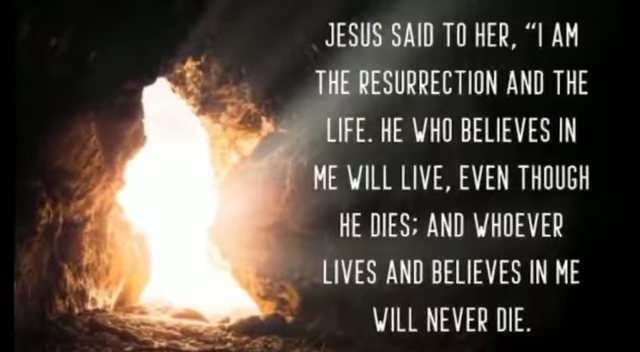 JESUS SAID TO HER, “I AM
THE RESURRECTION AND THE
LIFE. HE WHO BELIEVES IN
ME WILL LIVE, EVEN THOUGH
HE DIES; AND WHOEVER
LIVES AND BELIEVES IN ME
WILL NEVER DIE.